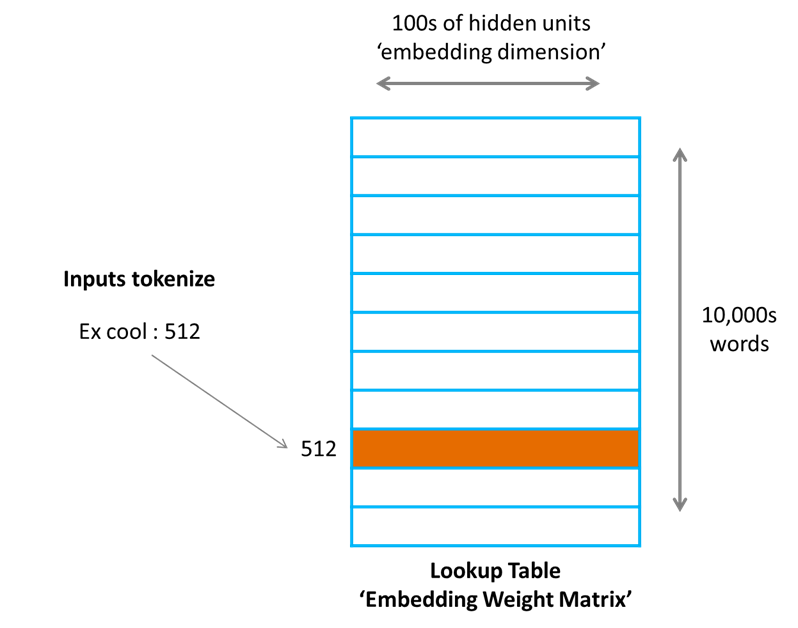 100s of hidden units
‘embedding dimension’
Inputs tokenize
Ex cool : 512
10,000s
words
512
Lookup Table
‘Embedding Weight Matrix’